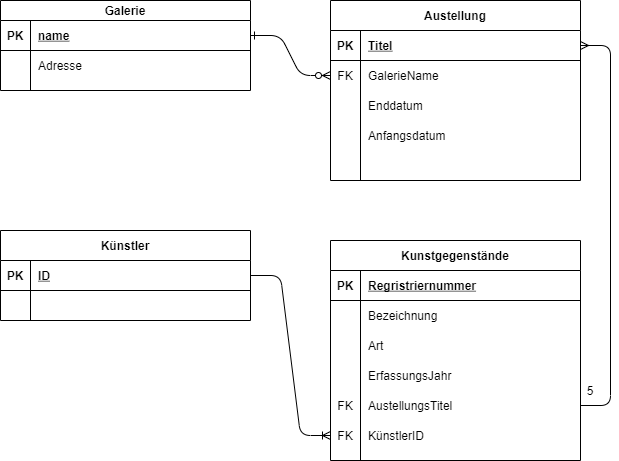 Galerie
PK name
Adresse
Austellung
PK Titel
FK GalerieName
Enddatum
Anfangsdatum
Künstler
PK ID
Kunstgegenstände
PK Regristriernummer
Bezeichnung
Art
ErfassungsJahr
FK AustellungsTitel
5
FK KünstlerID